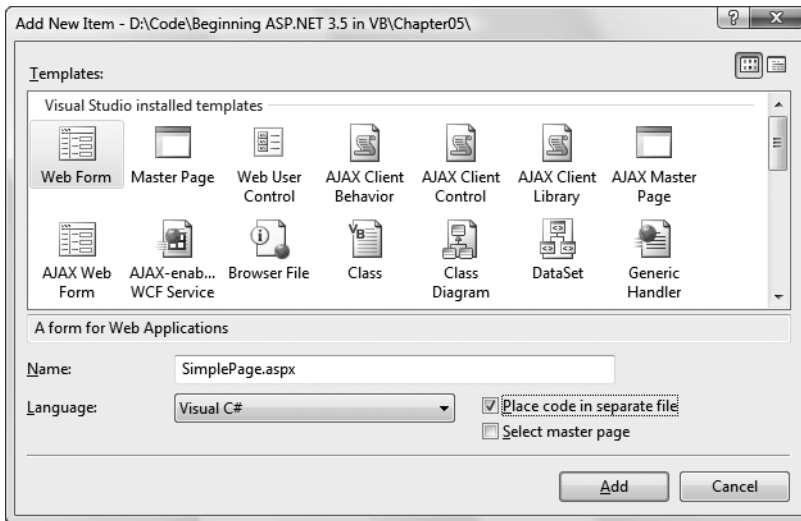 Add New Item - D:\Code\Beginning ASP.NET 3.5 in VB\Chapter05\
Templates:
Visual Studio installed templates
Web Form
Master Page
Web User Control
AJAX Client Behavior
AJAX Client Control
AJAX Client Library
AJAX Master Page
AJAX Web Form
AJAX-enab... WCF Service
Browser File
Class
Class Diagram
DataSet
Generic Handler
A form for Web Applications
Name:
SimplePage.aspx
Language:
Visual C#
Place code in separate file
Select master page
Add
Cancel